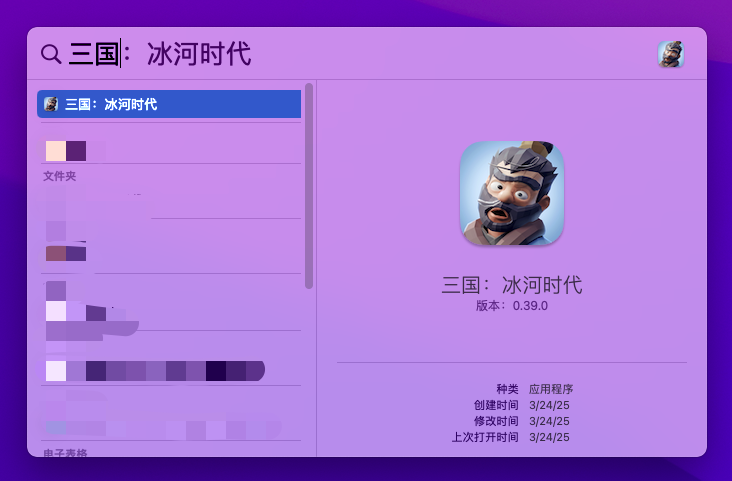 三国：冰河时代
三国：冰河时代
文件夹
电子表格
三国：冰河时代
版本：0.39.0
种类 应用程序
创建时间 3/24/25
修改时间 3/24/25
上次打开时间 3/24/25